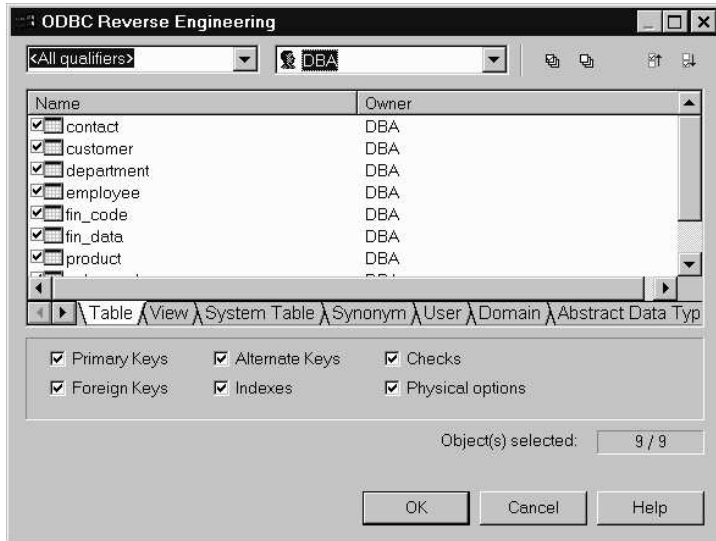 ODBC Reverse Engineering
<All qualifiers> DBA
Name Owner
contact DBA
customer DBA
department DBA
employee DBA
fin_code DBA
fin_data DBA
product DBA
Table View System Table Synonym User Domain Abstract Data Typ
Primary Keys Alternate Keys Checks
Foreign Keys Indexes Physical options
Object(s) selected: 9 / 9
OK Cancel Help